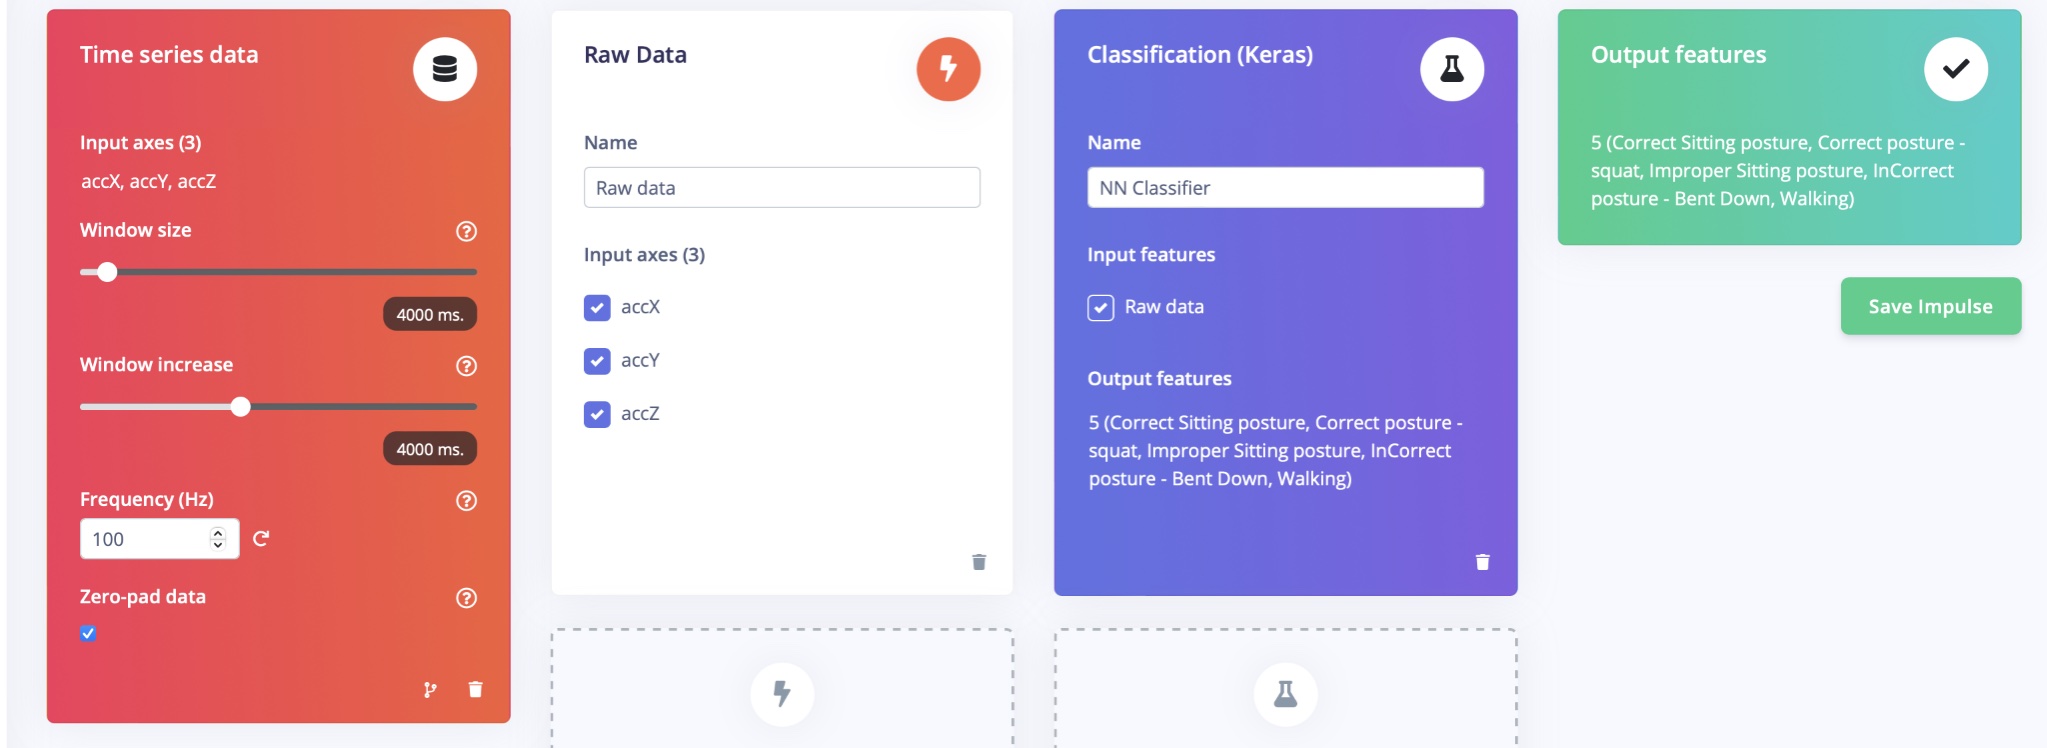 Time series data
Input axes (3)
accX, accY, accZ
Window size
4000 ms.
Window increase
4000 ms.
Frequency (Hz)
100
Zero-pad data
Raw Data
Name
Raw data
Input axes (3)
accX
accY
accZ
Classification (Keras)
Name
NN Classifier
Input features
Raw data
Output features
5 (Correct Sitting posture, Correct posture -
squat, Improper Sitting posture, InCorrect
posture - Bent Down, Walking)
Output features
5 (Correct Sitting posture, Correct posture -
squat, Improper Sitting posture, InCorrect
posture - Bent Down, Walking)
Save Impulse